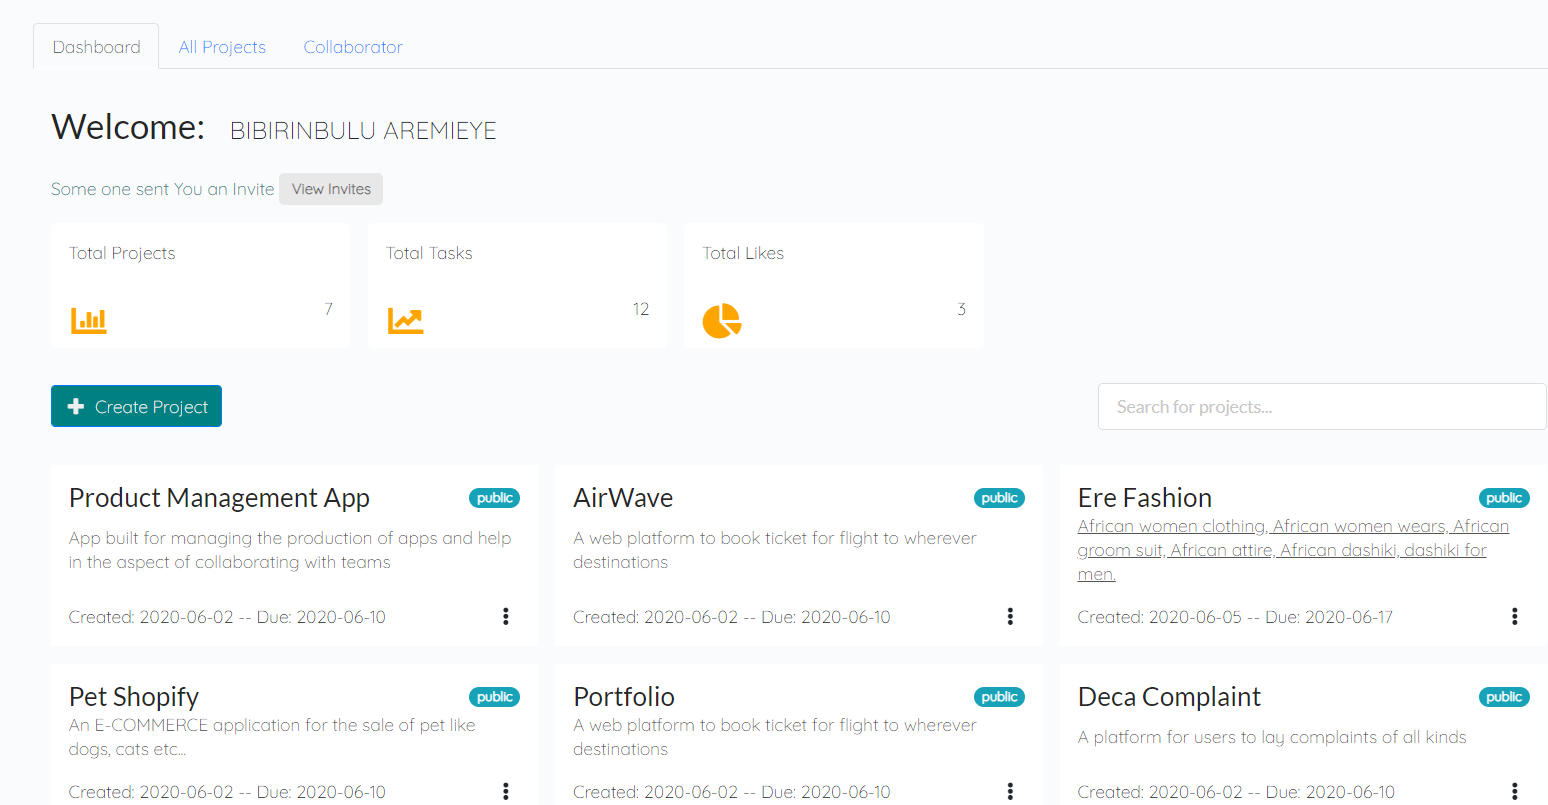 Dashboard All Projects Collaborator
Welcome: BIBIRINBULU AREMIEYE
Some one sent You an Invite View Invites
Total Projects
7
Total Tasks
12
Total Likes
3
Create Project
Search for projects...
Product Management App public
App built for managing the production of apps and help
in the aspect of collaborating with teams
Created: 2020-06-02 -- Due: 2020-06-10
AirWave public
A web platform to book ticket for flight to wherever
destinations
Created: 2020-06-02 -- Due: 2020-06-10
Ere Fashion public
African women clothing, African women wears, African
groom suit, African attire, African dashiki, dashiki for
men.
Created: 2020-06-05 -- Due: 2020-06-17
Pet Shopify public
An E-COMMERCE application for the sale of pet like
dogs, cats etc...
Created: 2020-06-02 -- Due: 2020-06-10
Portfolio public
A web platform to book ticket for flight to wherever
destinations
Created: 2020-06-02 -- Due: 2020-06-10
Deca Complaint public
A platform for users to lay complaints of all kinds
Created: 2020-06-02 -- Due: 2020-06-10